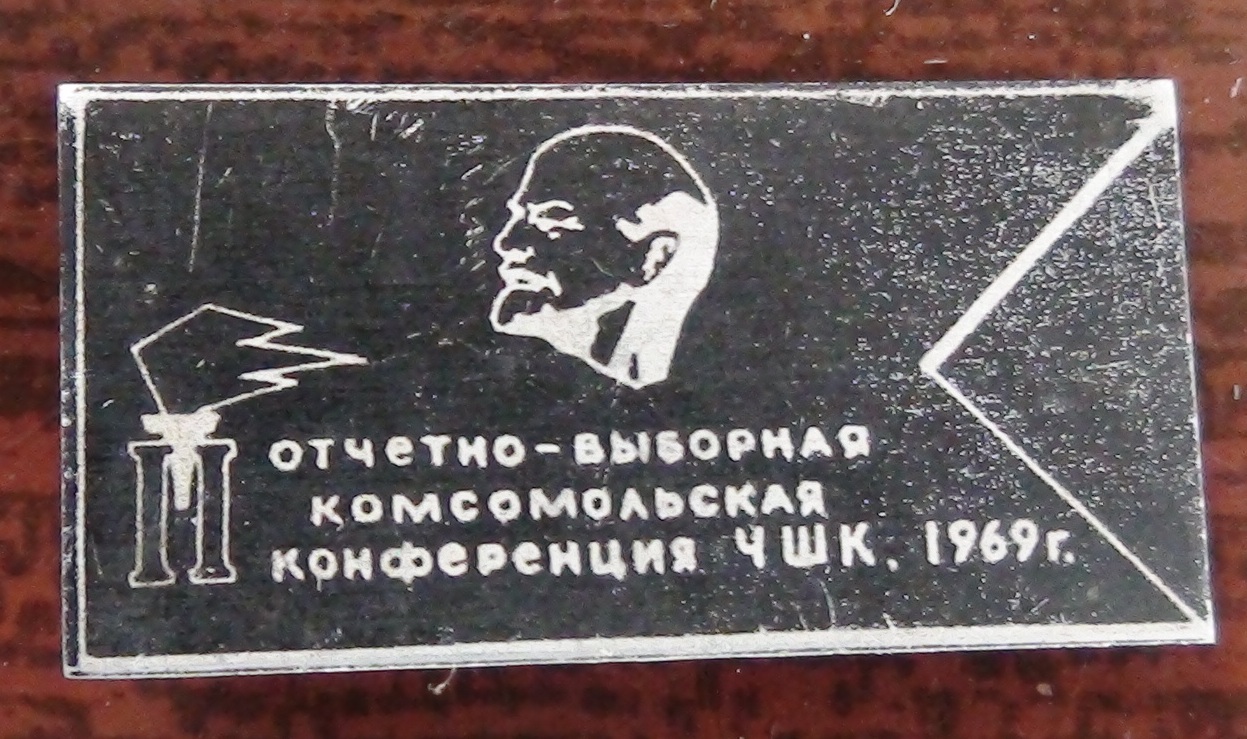 отчетно-выборная
комсомольская
конференция ЧШК, 1969г.